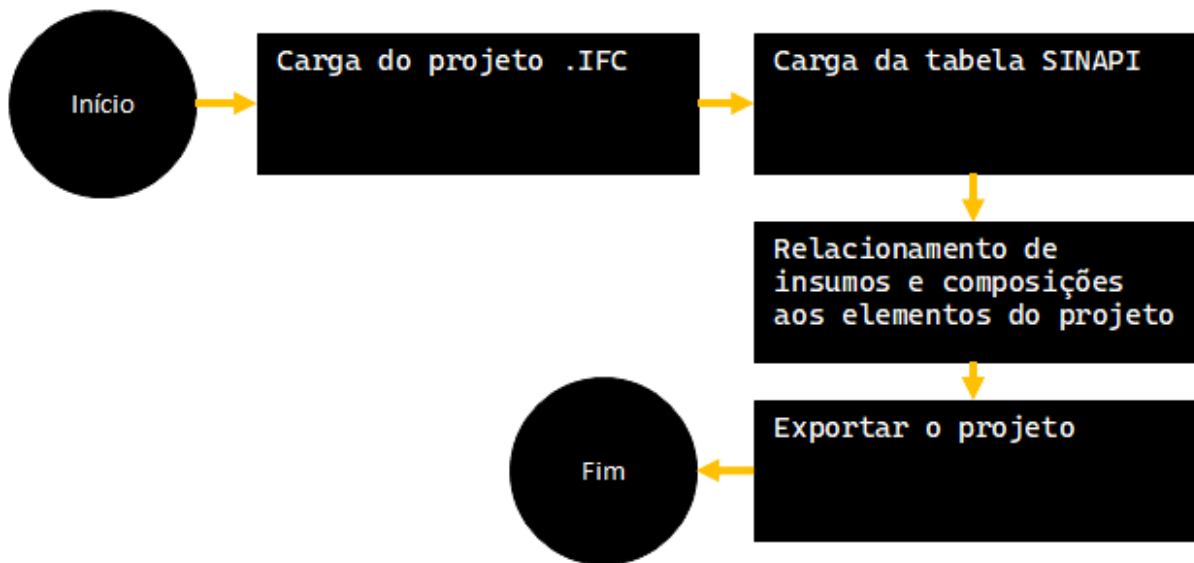 Início
Carga do projeto .IFC
Carga da tabela SINAPI
Relacionamento de
insumos e composições
aos elementos do projeto
Exportar o projeto
Fim